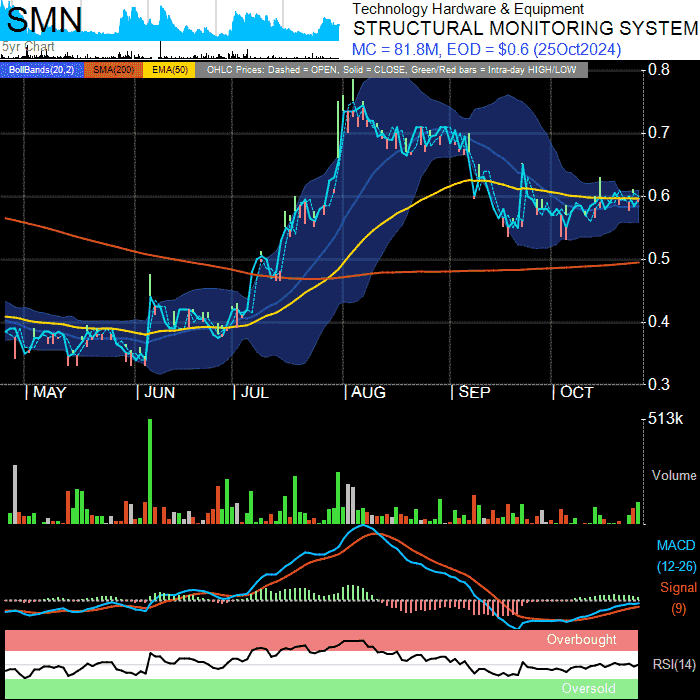 SMN
5yr Chart
Technology Hardware & Equipment
STRUCTURAL MONITORING SYSTEM
MC = 81.8M, EOD = $0.6 (25Oct2024)
BollBands(20,2) SMA(200) EMA(50) OHLC Prices: Dashed = OPEN, Solid = CLOSE, Green/Red bars = Intra-day HIGH/LOW
0.8
0.7
0.6
0.5
0.4
0.3
| MAY | JUN | JUL | AUG | SEP | OCT
513k
Volume
MACD
(12-26)
Signal
(9)
Overbought
RSI(14)
Oversold